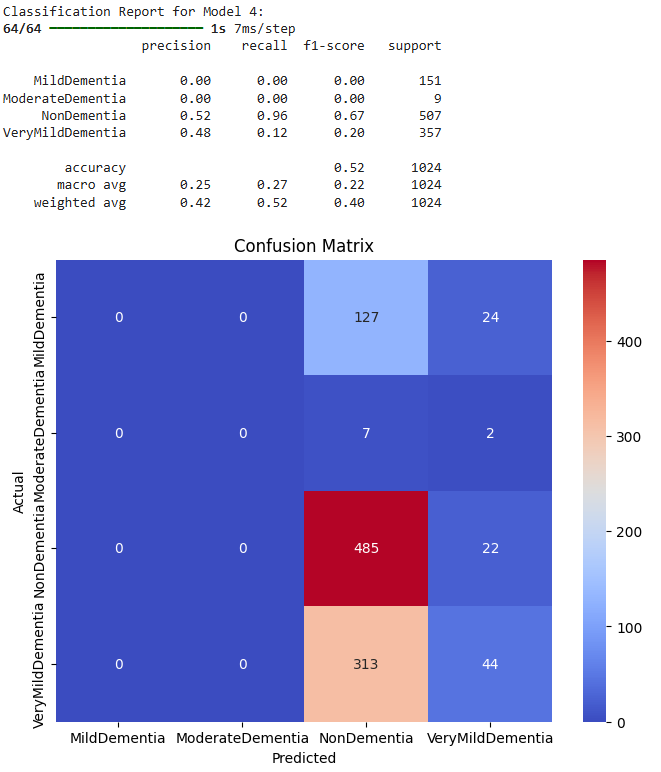 Classification Report for Model 4:
64/64 ━━━━━━━━━━━━━━━━━━━━ 1s 7ms/step
precision recall f1-score support
MildDementia 0.00 0.00 0.00 151
ModerateDementia 0.00 0.00 0.00 9
NonDementia 0.52 0.96 0.67 507
VeryMildDementia 0.48 0.12 0.20 357
accuracy 0.52 1024
macro avg 0.25 0.27 0.22 1024
weighted avg 0.42 0.52 0.40 1024
Confusion Matrix
Actual
MildDementia
0 0 127 24
ModerateDementia
0 0 7 2
NonDementia
0 0 485 22
VeryMildDementia
0 0 313 44
MildDementia ModerateDementia NonDementia VeryMildDementia
Predicted
400
300
200
100
0